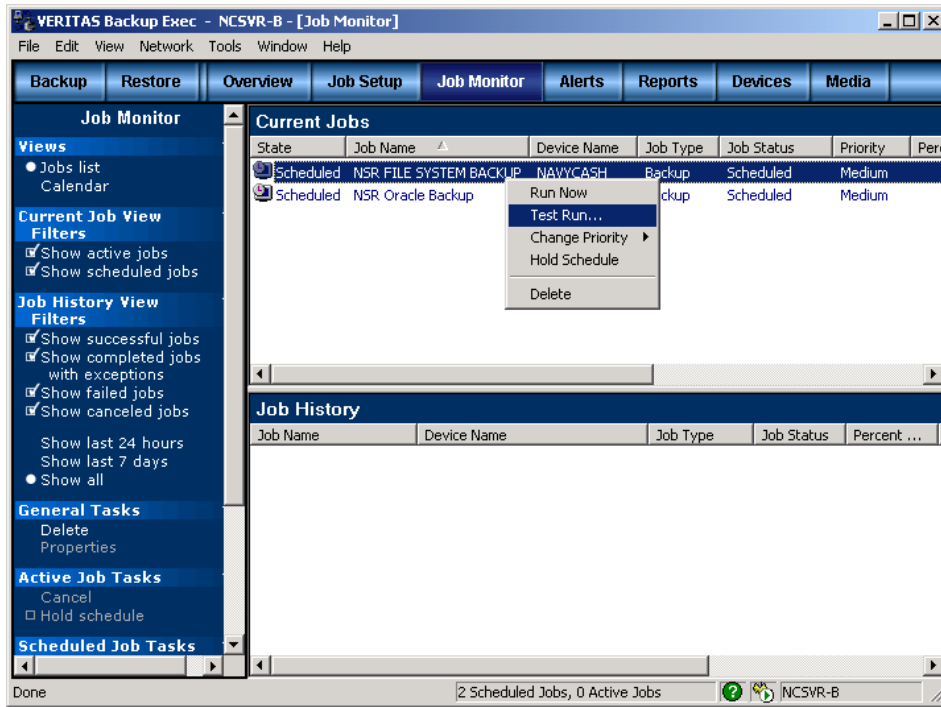 VERITAS Backup Exec - NCSVR-B - [Job Monitor]
File Edit View Network Tools Window Help
Backup Restore Overview Job Setup Job Monitor Alerts Reports Devices Media
Job Monitor
Views
Jobs list
Calendar
Current Job View
Filters
Show active jobs
Show scheduled jobs
Job History View
Filters
Show successful jobs
Show completed jobs
with exceptions
Show failed jobs
Show canceled jobs
Show last 24 hours
Show last 7 days
Show all
General Tasks
Delete
Properties
Active Job Tasks
Cancel
Hold schedule
Scheduled Job Tasks
Current Jobs
State Job Name Device Name Job Type Job Status Priority Per
Scheduled NSR FILE SYSTEM BACKUP NAVYCASH Backup Scheduled Medium
Scheduled NSR Oracle Backup ckup Scheduled Medium
Run Now
Test Run...
Change Priority
Hold Schedule
Delete
Job History
Job Name Device Name Job Type Job Status Percent ...
Done 2 Scheduled Jobs, 0 Active Jobs NCSVR-B